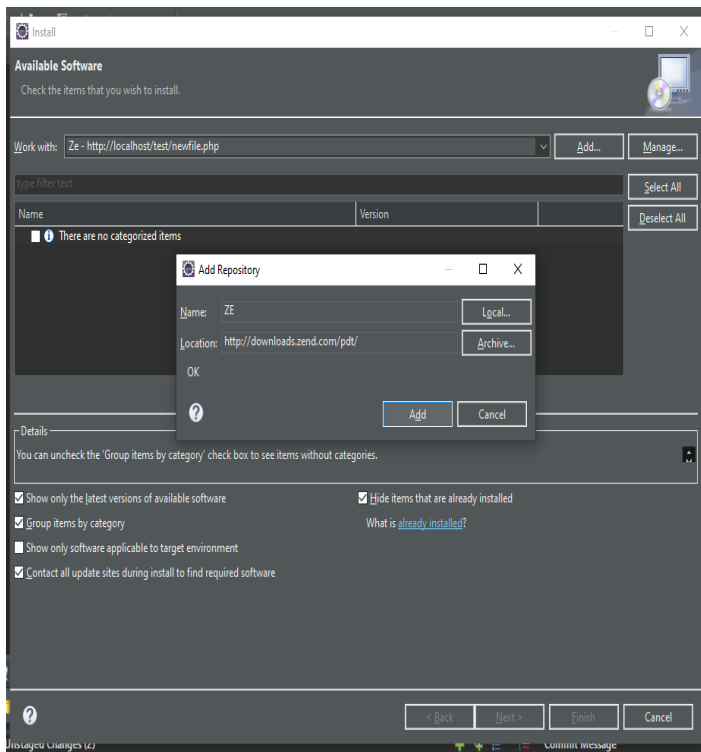 Install
Available Software
Check the items that you wish to install.
Work with: Ze - http://localhost/test/newfile.php Add... Manage...
type filter text Select All
Name Version Deselect All
There are no categorized items
Add Repository
Name: ZE Local...
Location: http://downloads.zend.com/pdt/ Archive...
OK
Add Cancel
Details
You can uncheck the 'Group items by category' check box to see items without categories.
Show only the latest versions of available software Hide items that are already installed
Group items by category What is already installed?
Show only software applicable to target environment
Contact all update sites during install to find required software
< Back Next > Finish Cancel
Unstaged Changes (2) Commit Message